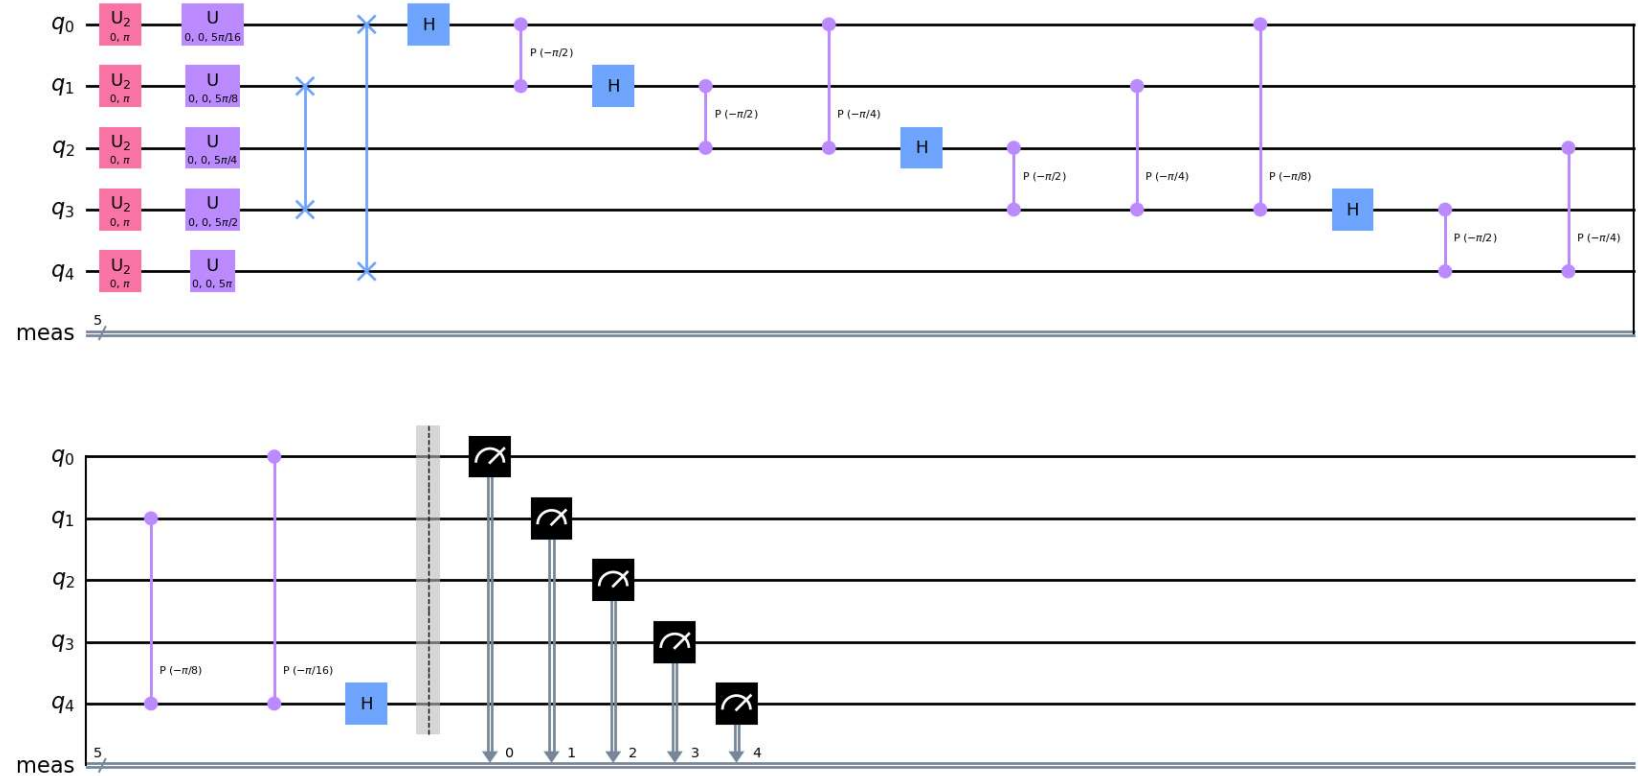 q0 U2 0, π U 0, 0, 5π/16 H
P (−π/2) P (−π/4) P (−π/8)
q1 U2 0, π U 0, 0, 5π/8 H
P (−π/2) P (−π/4)
q2 U2 0, π U 0, 0, 5π/4 H
P (−π/2) P (−π/4)
q3 U2 0, π U 0, 0, 5π/2 H
P (−π/2)
q4 U2 0, π U 0, 0, 5π
5
meas
q0
q1
q2
q3
P (−π/8) P (−π/16)
q4 H
5 0 1 2 3 4
meas